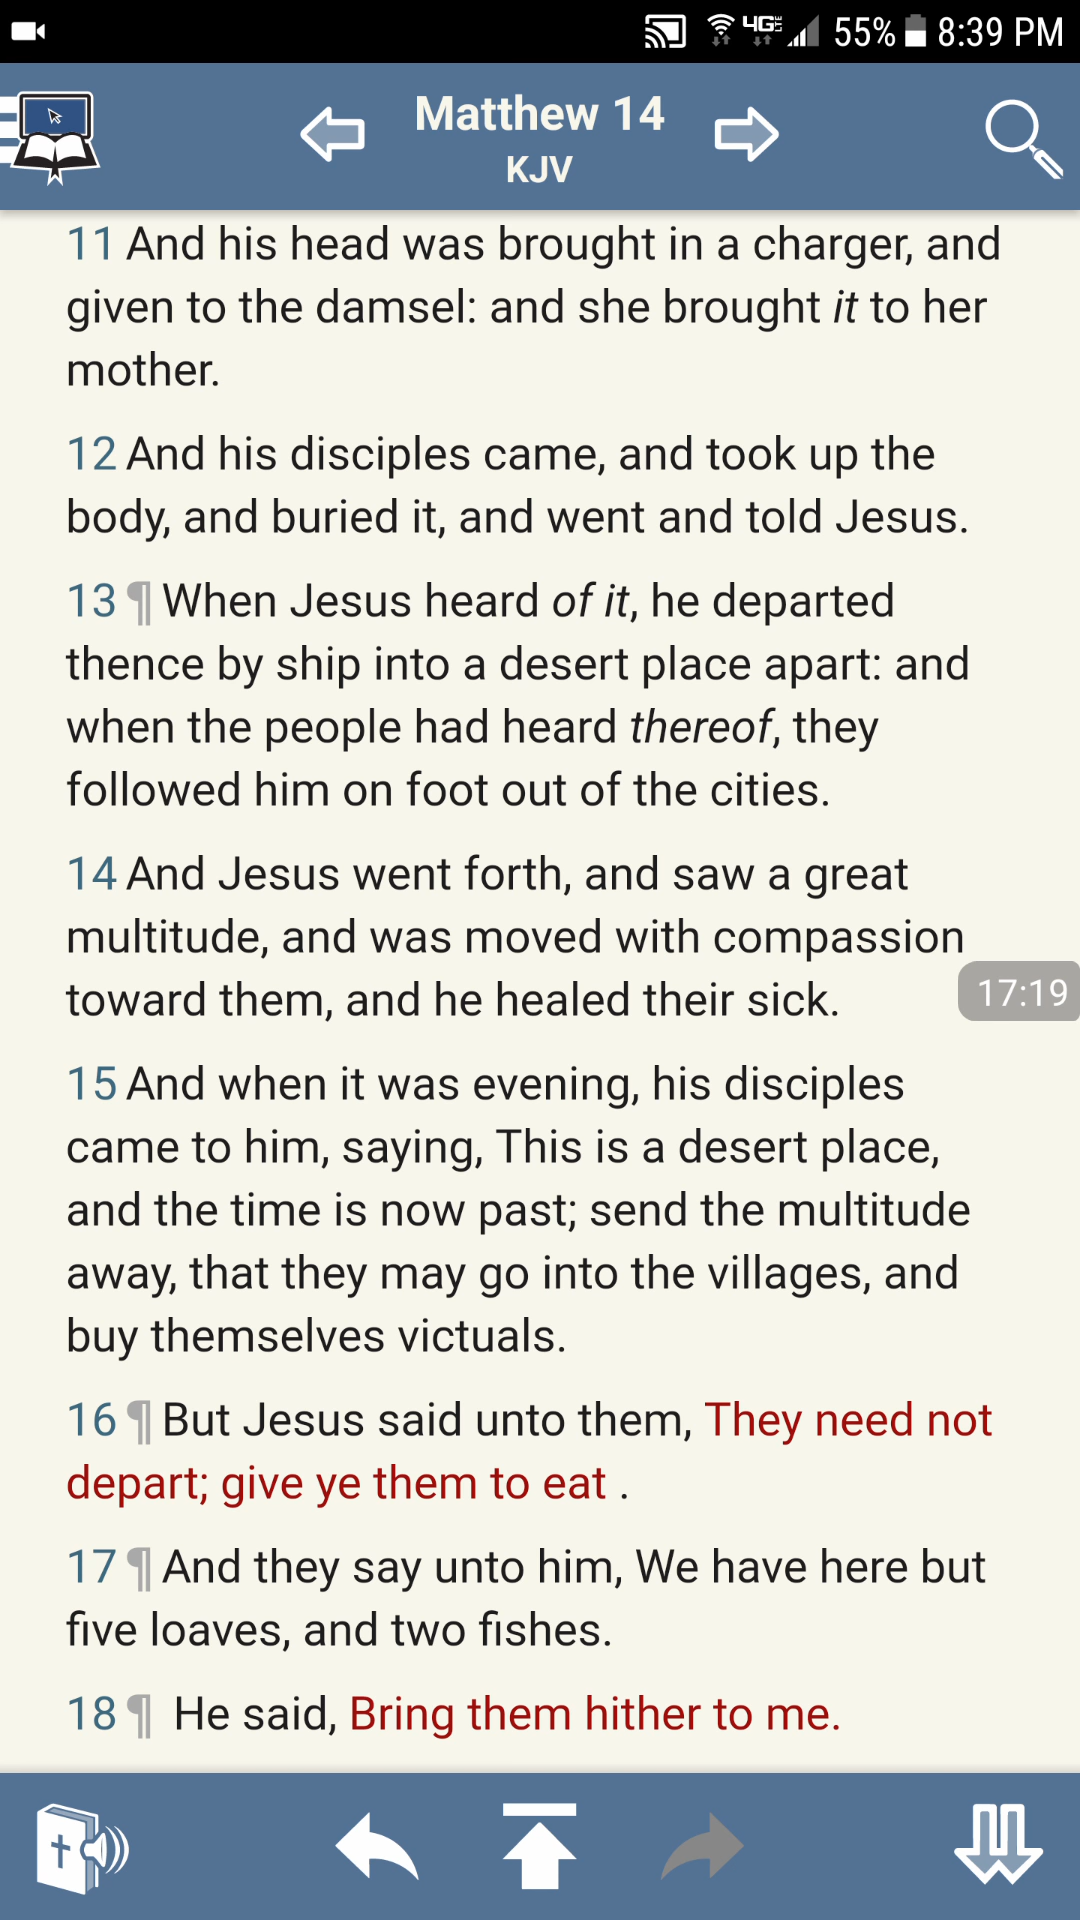 4G LTE 55% 8:39 PM
Matthew 14
KJV
11 And his head was brought in a charger, and
given to the damsel: and she brought it to her
mother.
12 And his disciples came, and took up the
body, and buried it, and went and told Jesus.
13 ¶ When Jesus heard of it, he departed
thence by ship into a desert place apart: and
when the people had heard thereof, they
followed him on foot out of the cities.
14 And Jesus went forth, and saw a great
multitude, and was moved with compassion
toward them, and he healed their sick.
17:19
15 And when it was evening, his disciples
came to him, saying, This is a desert place,
and the time is now past; send the multitude
away, that they may go into the villages, and
buy themselves victuals.
16 ¶ But Jesus said unto them, They need not
depart; give ye them to eat .
17 ¶ And they say unto him, We have here but
five loaves, and two fishes.
18 ¶ He said, Bring them hither to me.